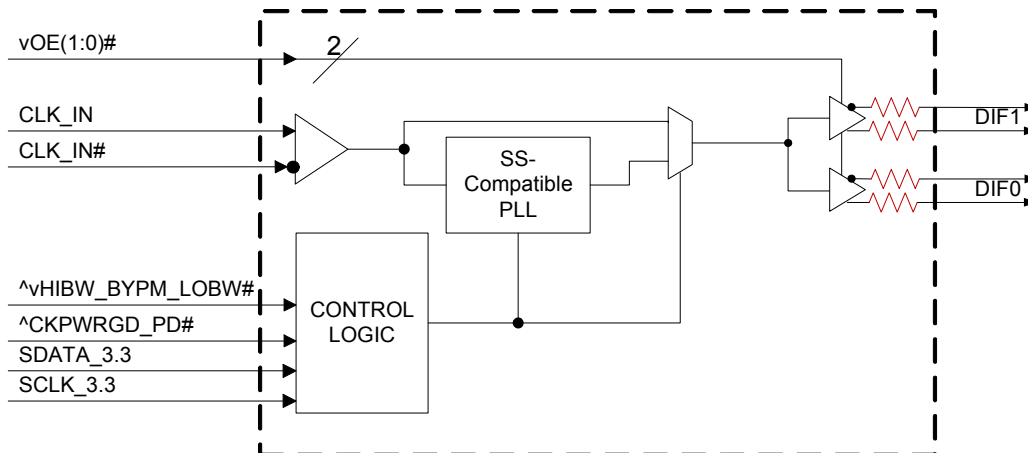 vOE(1:0)#
2
CLK_IN
CLK_IN#
SS-
Compatible
PLL
DIF1
DIF0
^vHIBW_BYPM_LOBW#
^CKPWRGD_PD#
SDATA_3.3
SCLK_3.3
CONTROL
LOGIC